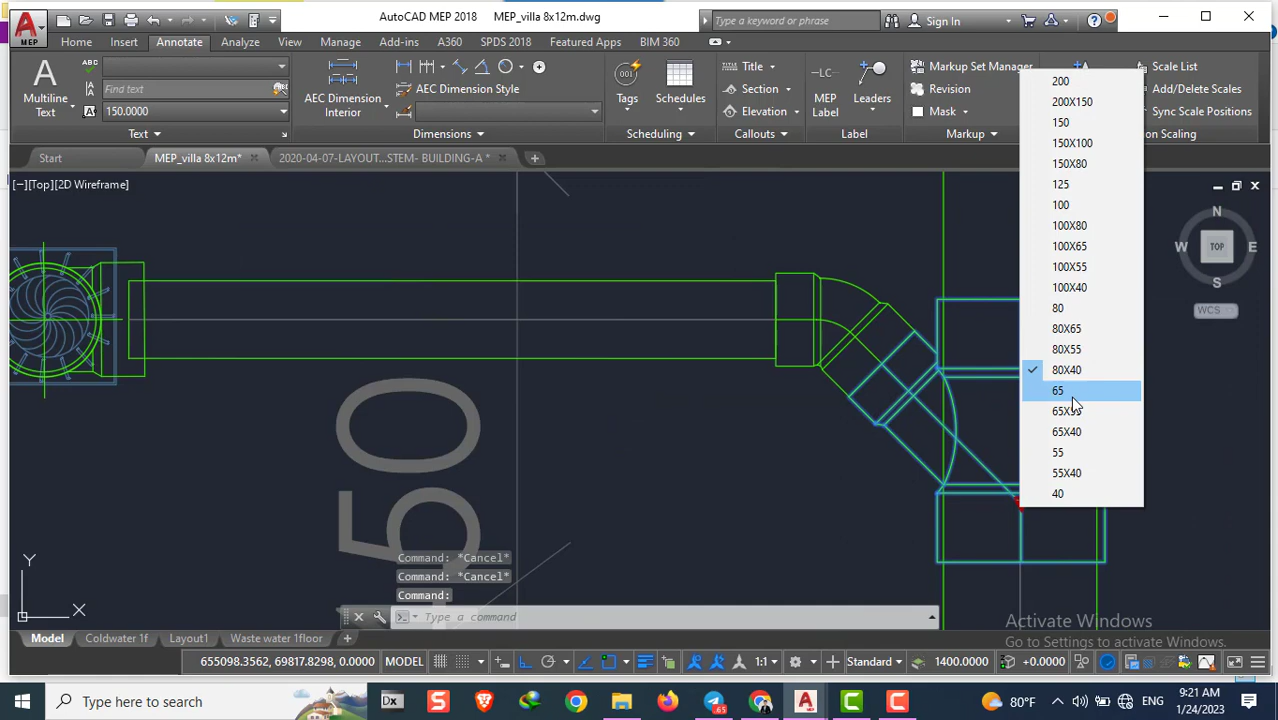 AutoCAD MEP 2018 MEP_villa 8x12m.dwg
Type a keyword or phrase
Sign In
MEP
Home Insert Annotate Analyze View Manage Add-ins A360 SPDS 2018 Featured Apps BIM 360
A
Multiline
Text
ABC
Find text
150.0000
Text
AEC Dimension
Interior
AEC Dimension Style
Dimensions
Tags
Schedules
Scheduling
Title
Section
Elevation
Callouts
MEP
Label
Leaders
Label
Markup Set Manager
Revision
Mask
Markup
Scale List
Add/Delete Scales
Sync Scale Positions
on Scaling
Start MEP_villa 8x12m* 2020-04-07-LAYOUT...STEM- BUILDING-A *
[−][Top][2D Wireframe]
200
200X150
150
150X100
150X80
125
100
100X80
100X65
100X55
100X40
80
80X65
80X55
80X40
65
65X55
65X40
55
55X40
40
N
W TOP E
S
WCS
50
Y
X
Command: *Cancel*
Command: *Cancel*
Command:
Type a command
Activate Windows
Go to Settings to activate Windows.
Model Coldwater 1f Layout1 Waste water 1floor
655098.3562, 69817.8298, 0.0000 MODEL 1:1 Standard 1400.0000 +0.0000
Type here to search
Dx
65
80°F
ENG
9:21 AM
1/24/2023